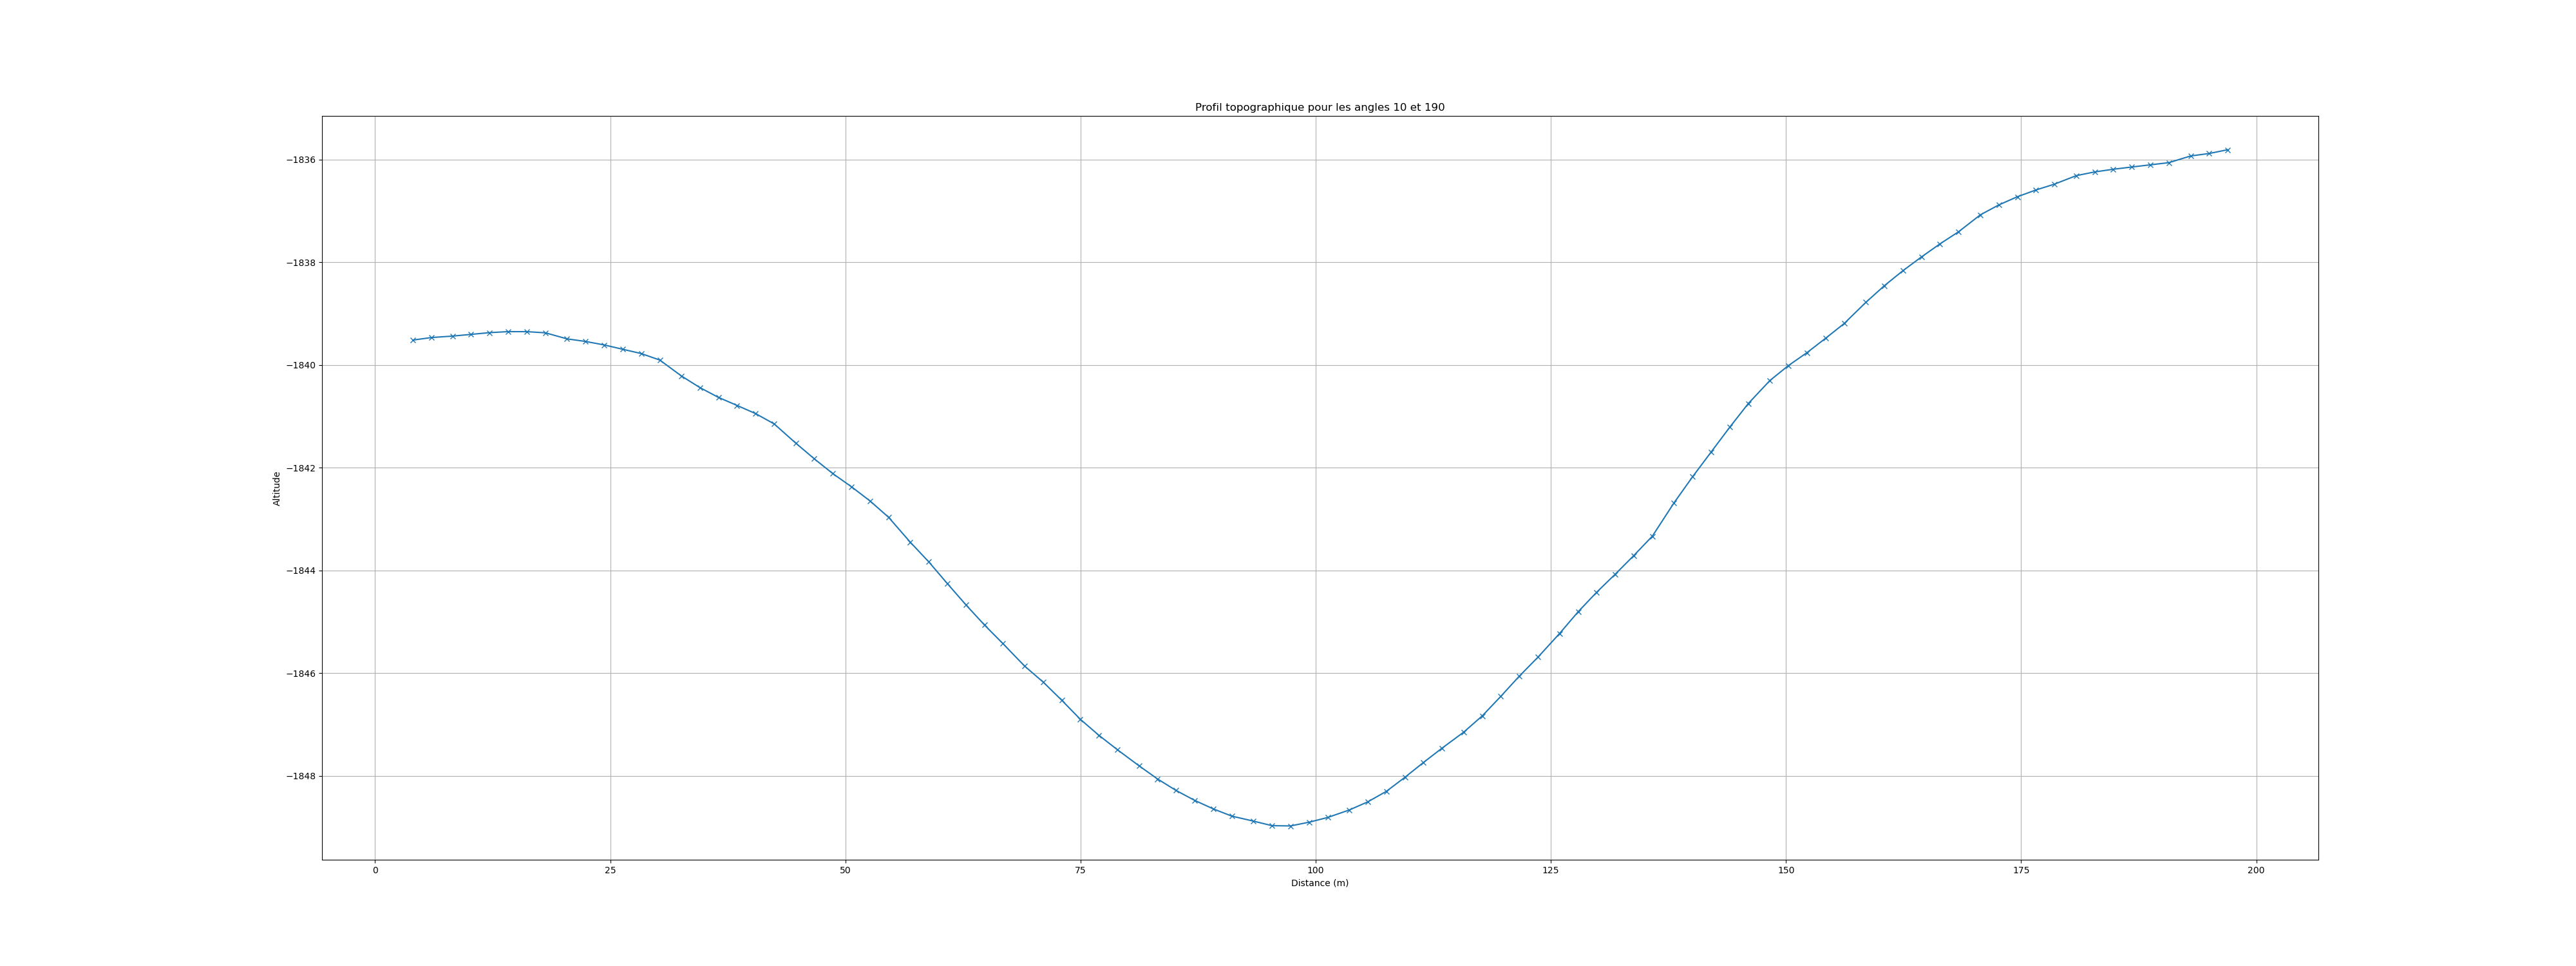 Profil topographique pour les angles 10 et 190
Altitude
−1836
−1838
−1840
−1842
−1844
−1846
−1848
0 25 50 75 100 125 150 175 200
Distance (m)